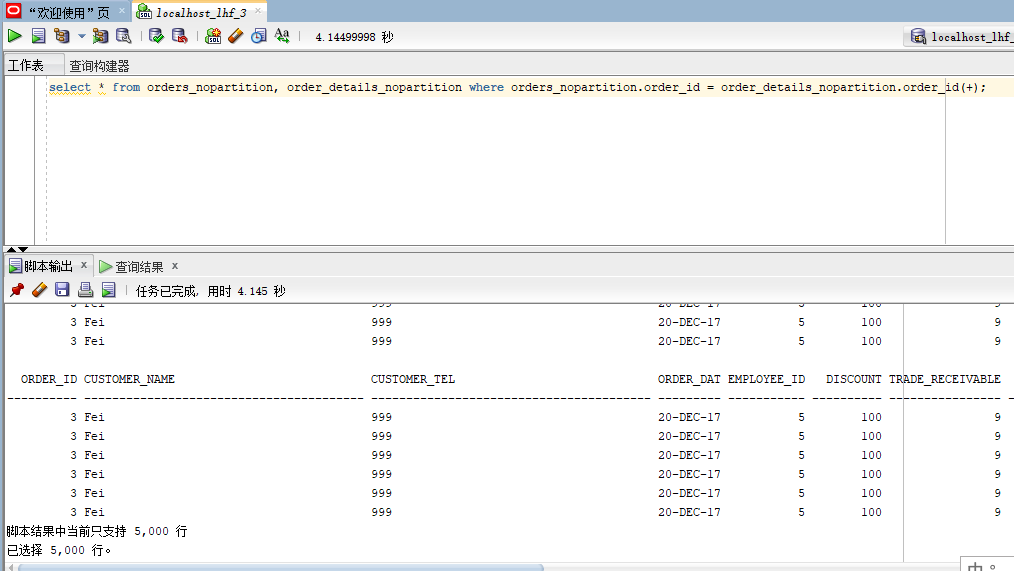 “欢迎使用”页 localhost_lhf_3
4.14499998 秒 localhost_lhf_
工作表 查询构建器
select * from orders_nopartition, order_details_nopartition where orders_nopartition.order_id = order_details_nopartition.order_id(+);
脚本输出 x 查询结果 x
任务已完成, 用时 4.145 秒
3 Fei 999 20-DEC-17 5 100 9
3 Fei 999 20-DEC-17 5 100 9
3 Fei 999 20-DEC-17 5 100 9
ORDER_ID CUSTOMER_NAME CUSTOMER_TEL ORDER_DAT EMPLOYEE_ID DISCOUNT TRADE_RECEIVABLE
3 Fei 999 20-DEC-17 5 100 9
3 Fei 999 20-DEC-17 5 100 9
3 Fei 999 20-DEC-17 5 100 9
3 Fei 999 20-DEC-17 5 100 9
3 Fei 999 20-DEC-17 5 100 9
3 Fei 999 20-DEC-17 5 100 9
脚本结果中当前只支持 5,000 行
已选择 5,000 行。